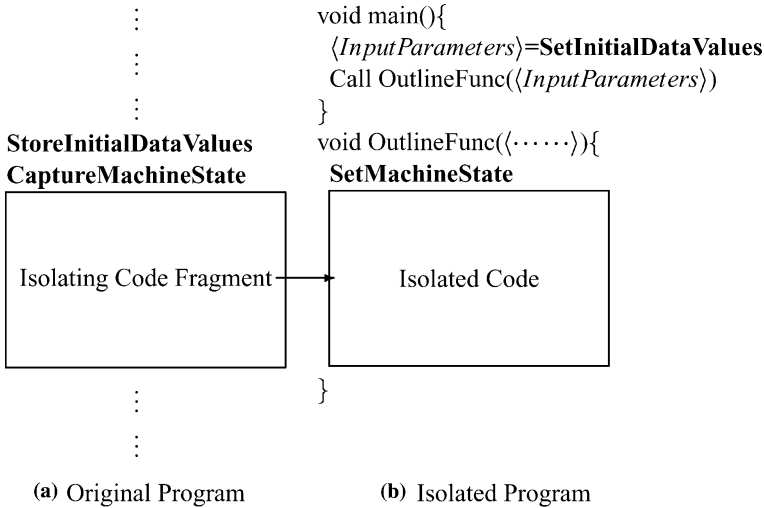 void main(){
⟨InputParameters⟩=SetInitialDataValues
Call OutlineFunc(⟨InputParameters⟩)
}
StoreInitialDataValues
void OutlineFunc(⟨······⟩){
CaptureMachineState
SetMachineState
Isolating Code Fragment
Isolated Code
}
(a) Original Program
(b) Isolated Program